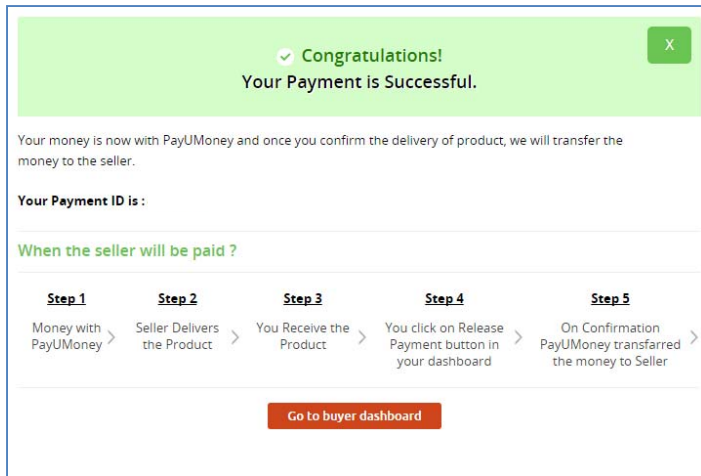 X
Congratulations!
Your Payment is Successful.
Your money is now with PayUMoney and once you confirm the delivery of product, we will transfer the
money to the seller.
Your Payment ID is :
When the seller will be paid ?
Step 1
Money with
PayUMoney
Step 2
Seller Delivers
the Product
Step 3
You Receive the
Product
Step 4
You click on Release
Payment button in
your dashboard
Step 5
On Confirmation
PayUMoney transfarred
the money to Seller
Go to buyer dashboard